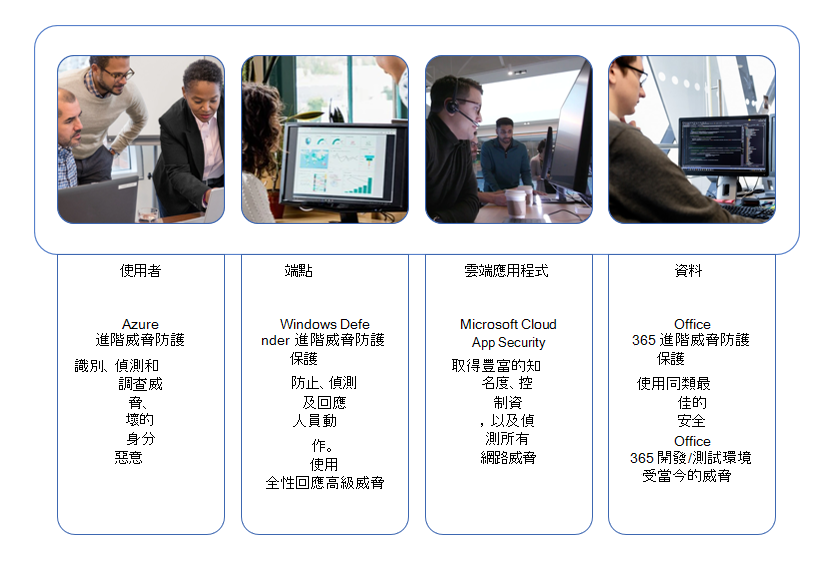 使用者
Azure
進階威脅防護
識別、偵測和
調查威
脅、
壞的
身分
惡意
端點
Windows Defe
nder 進階威脅防護
保護
防止、偵測
及回應
人員動
作。
使用
全性回應高級威脅
雲端應用程式
Microsoft Cloud
App Security
取得豐富的知
名度、控
制資
，以及偵
測所有
網路威脅
資料
Office
365 進階威脅防護
保護
使用同類最
佳的
安全
Office
365 開發/測試環境
受當今的威脅